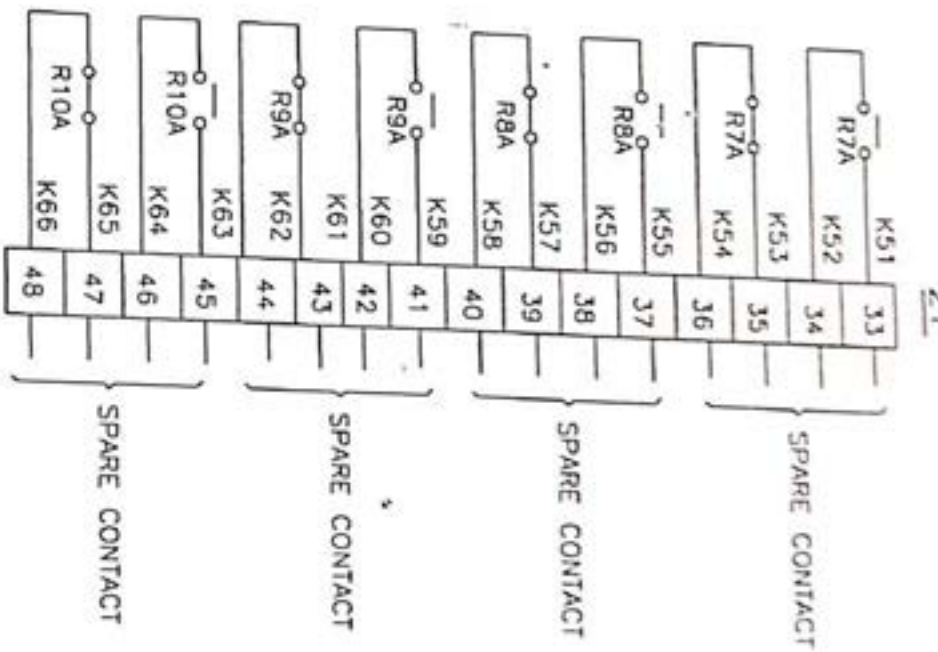 R7A
R7A
R8A
R8A
R9A
R9A
R10A
R10A
K51
K52
K53
K54
K55
K56
K57
K58
K59
K60
K61
K62
K63
K64
K65
K66
33
34
35
36
37
38
39
40
41
42
43
44
45
46
47
48
SPARE CONTACT
SPARE CONTACT
SPARE CONTACT
SPARE CONTACT